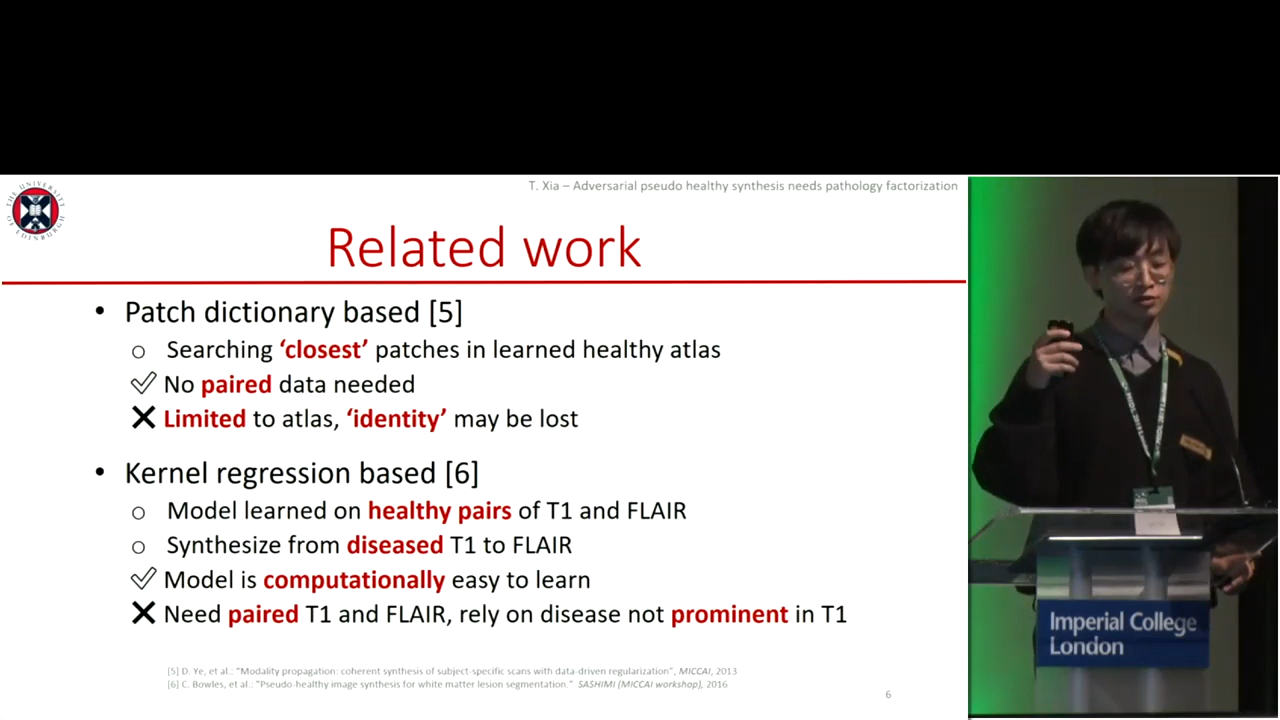 T. Xia – Adversarial pseudo healthy synthesis needs pathology factorization
THE UNIVERSITY OF EDINBURGH
Related work
• Patch dictionary based [5]
o Searching ‘closest’ patches in learned healthy atlas
✓ No paired data needed
✗ Limited to atlas, ‘identity’ may be lost
• Kernel regression based [6]
o Model learned on healthy pairs of T1 and FLAIR
o Synthesize from diseased T1 to FLAIR
✓ Model is computationally easy to learn
✗ Need paired T1 and FLAIR, rely on disease not prominent in T1
[5] D. Ye, et al.: "Modality propagation: coherent synthesis of subject-specific scans with data-driven regularization", MICCAI, 2013
[6] C. Bowles, et al.: "Pseudo-healthy image synthesis for white matter lesion segmentation." SASHIMI (MICCAI workshop), 2016
6
Imperial College
London